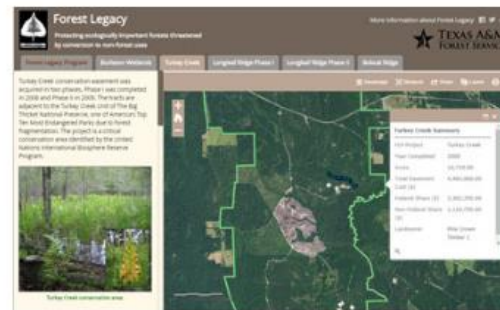 Forest Legacy
Protecting ecologically important forests threatened
by conversion to non-forest uses
More information about Forest Legacy
TEXAS A&M
FOREST SERVICE
Forest Legacy Program
Turkey Creek
Longleaf Ridge Phase I
Longleaf Ridge Phase II
Bobcat Ridge
Turkey Creek conservation easement was
acquired in two phases. Phase I was completed
in 2008 and Phase II in 2009. The tracts are
adjacent to the Turkey Creek Unit of The Big
Thicket National Preserve, one of America's Top
Ten Most Endangered Parks due to forest
fragmentation. The project is a critical
conservation area identified by the United
Nations International Biosphere Reserve
Program.
Turkey Creek conservation area
Turkey Creek Summary
Turkey Creek
Year Completed
Acres
Total Easement
Cost ($)
Federal Share ($)
Non-Federal Share
($)
Landowner